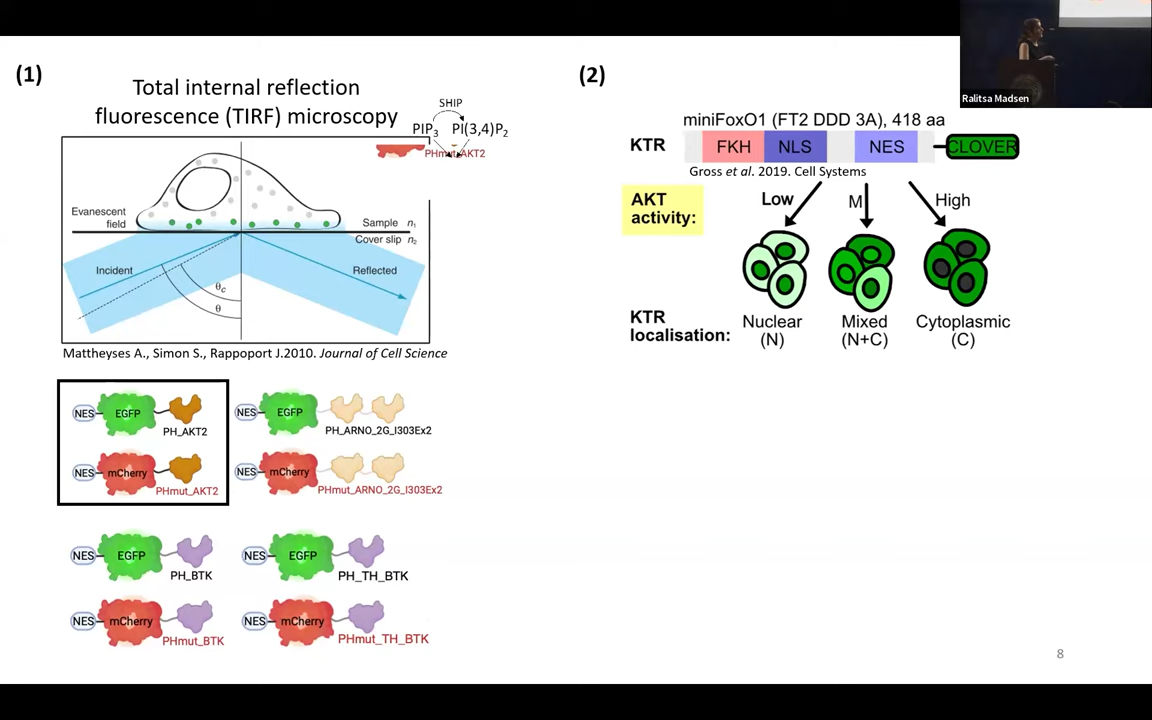 (1)
Total internal reflection
fluorescence (TIRF) microscopy
SHIP
PIP3 PI(3,4)P2
PHmut_AKT2
Evanescent
field
Sample n1
Cover slip n2
Incident
Reflected
θc
θ
Mattheyses A., Simon S., Rappoport J.2010. Journal of Cell Science
NES EGFP PH_AKT2
NES EGFP PH_ARNO_2G_I303Ex2
NES mCherry PHmut_AKT2
NES mCherry PHmut_ARNO_2G_I303Ex2
NES EGFP PH_BTK
NES EGFP PH_TH_BTK
NES mCherry PHmut_BTK
NES mCherry PHmut_TH_BTK
(2)
miniFoxO1 (FT2 DDD 3A), 418 aa
KTR FKH NLS NES CLOVER
Gross et al. 2019. Cell Systems
AKT
activity:
Low M High
KTR
localisation:
Nuclear
(N)
Mixed
(N+C)
Cytoplasmic
(C)
8
Ralitsa Madsen